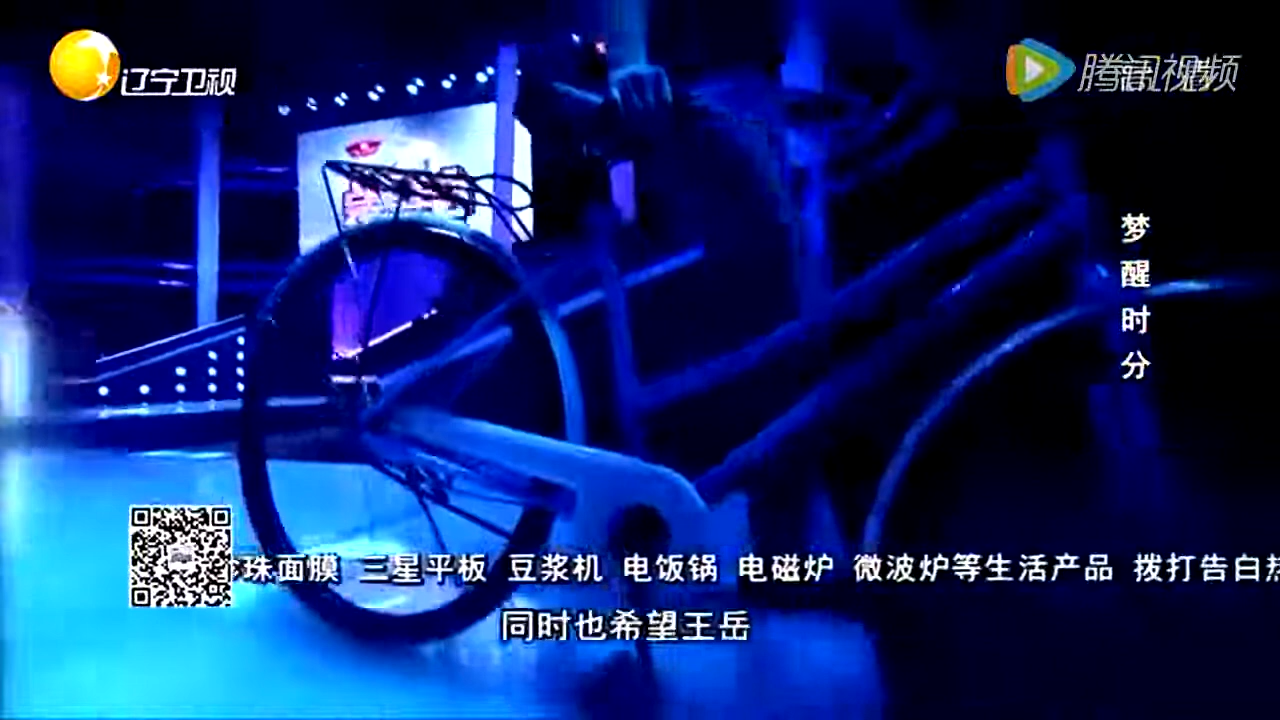 辽宁卫视
腾讯视频
梦醒时分
珠面膜 三星平板 豆浆机 电饭锅 电磁炉 微波炉等生活产品 拨打告白热
同时也希望王岳